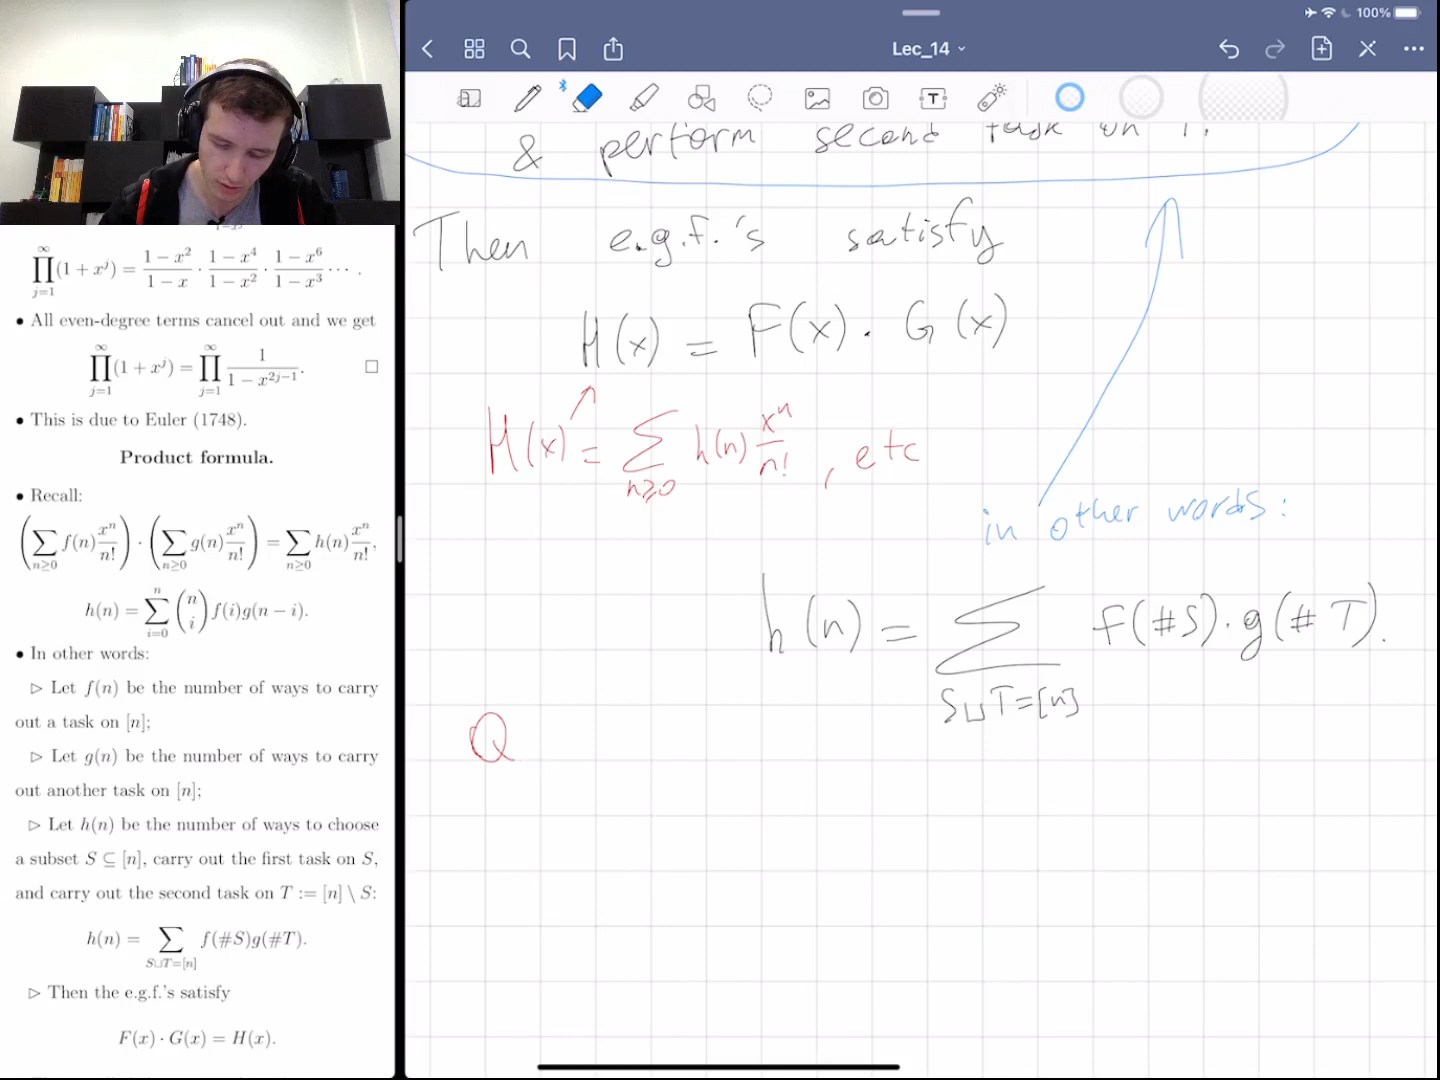 ∏_{j=1}^{∞} (1 + x^j) = (1 − x^2)/(1 − x) · (1 − x^4)/(1 − x^2) · (1 − x^6)/(1 − x^3) ⋯ .
• All even-degree terms cancel out and we get
∏_{j=1}^{∞} (1 + x^j) = ∏_{j=1}^{∞} 1/(1 − x^{2j−1}). □
• This is due to Euler (1748).
Product formula.
• Recall:
(∑_{n≥0} f(n) x^n/n!) · (∑_{n≥0} g(n) x^n/n!) = ∑_{n≥0} h(n) x^n/n!,
h(n) = ∑_{i=0}^{n} (n i) f(i)g(n − i).
• In other words:
▷ Let f(n) be the number of ways to carry
out a task on [n];
▷ Let g(n) be the number of ways to carry
out another task on [n];
▷ Let h(n) be the number of ways to choose
a subset S ⊆ [n], carry out the first task on S,
and carry out the second task on T := [n] \ S:
h(n) = ∑_{S⊔T=[n]} f(#S)g(#T).
▷ Then the e.g.f.'s satisfy
F(x) · G(x) = H(x).
100%
Lec_14
T
& perform second task on T.
Then e.g.f.'s satisfy
H(x) = F(x) · G(x)
H(x) = ∑_{n≥0} h(n) x^n/n! , etc
in other words:
h(n) = ∑_{S⊔T=[n]} f(#S)·g(#T).
Q